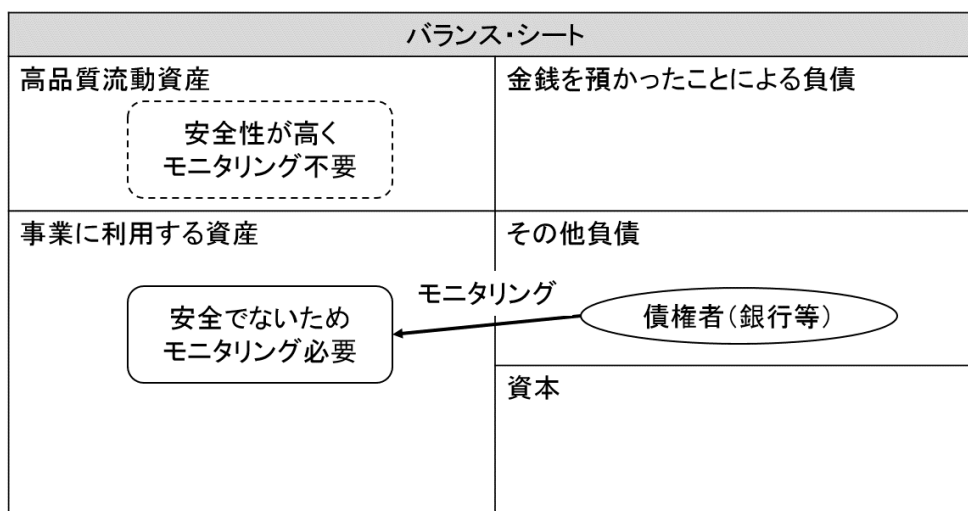 バランス・シート
高品質流動資産
安全性が高く
モニタリング不要
金銭を預かったことによる負債
事業に利用する資産
安全でないため
モニタリング必要
モニタリング
その他負債
債権者（銀行等）
資本